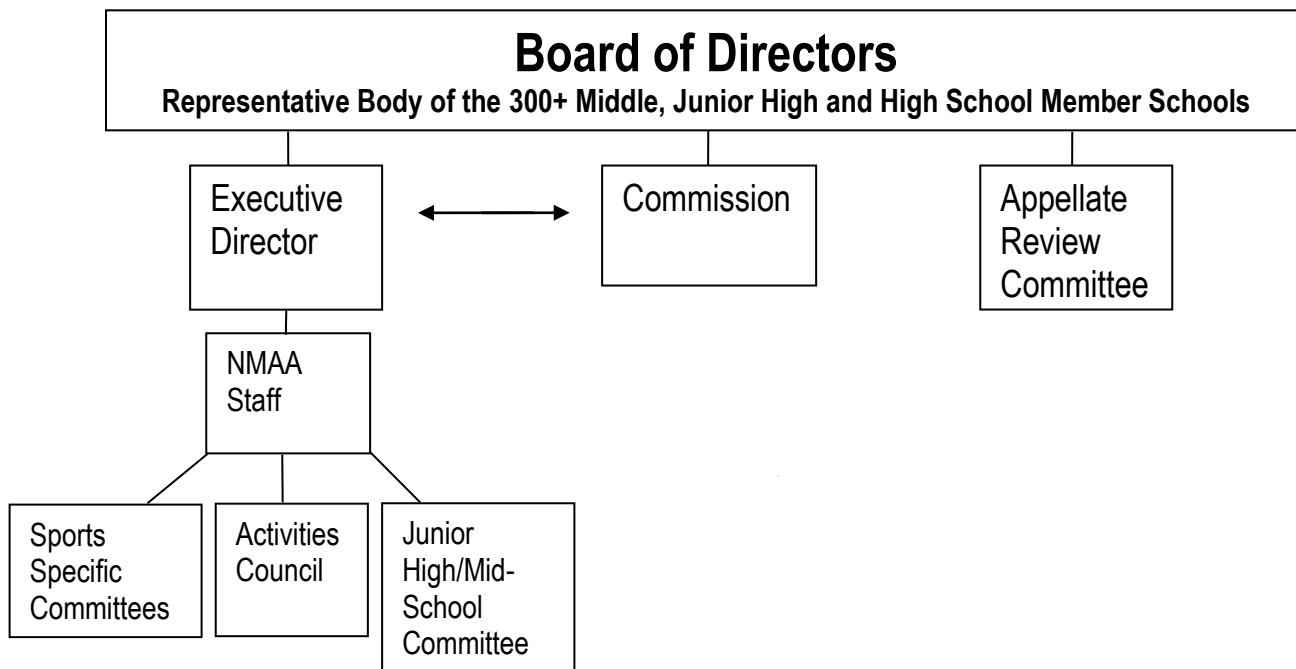 Board of Directors
Representative Body of the 300+ Middle, Junior High and High School Member Schools
Executive
Director
Commission
Appellate
Review
Committee
NMAA
Staff
Sports
Specific
Committees
Activities
Council
Junior
High/Mid-
School
Committee